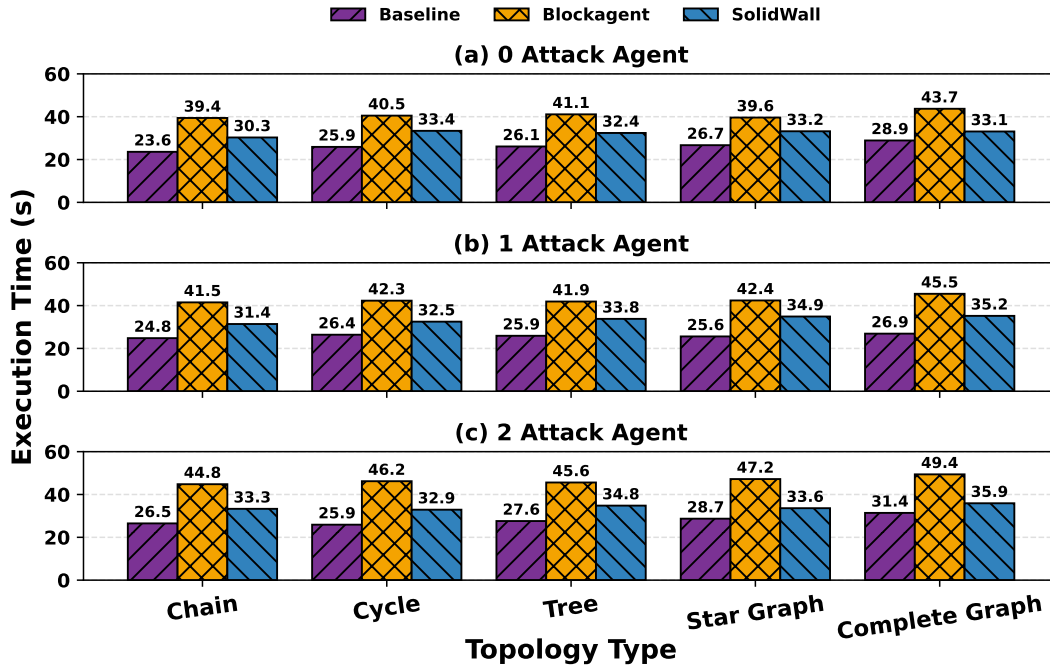 Baseline Blockagent SolidWall
(a) 0 Attack Agent
60
40
20
0
23.6 39.4 30.3 25.9 40.5 33.4 26.1 41.1 32.4 26.7 39.6 33.2 28.9 43.7 33.1
(b) 1 Attack Agent
60
40
20
0
24.8 41.5 31.4 26.4 42.3 32.5 25.9 41.9 33.8 25.6 42.4 34.9 26.9 45.5 35.2
Execution Time (s)
(c) 2 Attack Agent
60
40
20
0
26.5 44.8 33.3 25.9 46.2 32.9 27.6 45.6 34.8 28.7 47.2 33.6 31.4 49.4 35.9
Chain Cycle Tree Star Graph Complete Graph
Topology Type